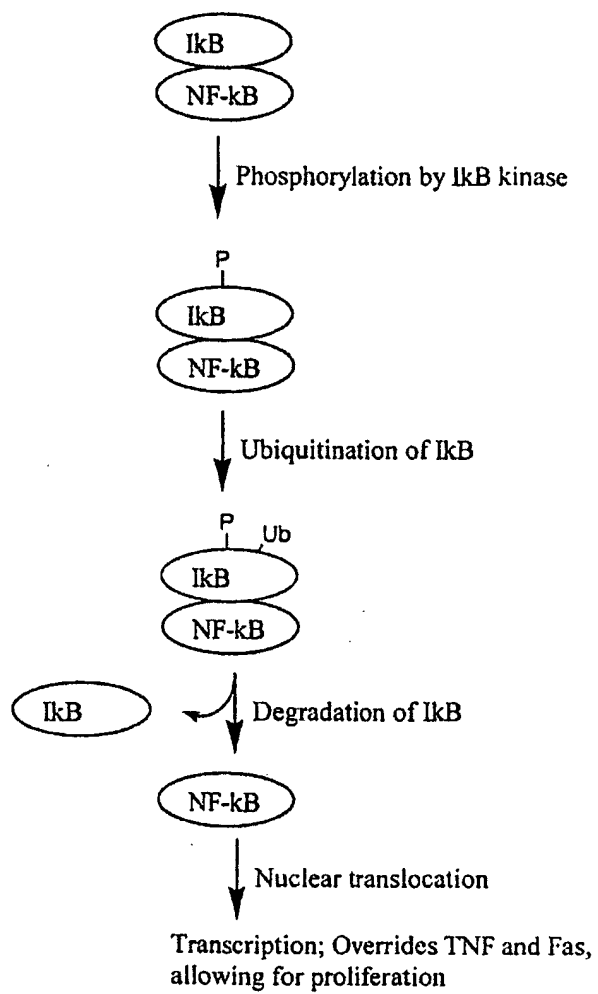 IkB
NF-kB
Phosphorylation by IkB kinase
P
IkB
NF-kB
Ubiquitination of IkB
P
Ub
IkB
NF-kB
IkB
Degradation of IkB
NF-kB
Nuclear translocation
Transcription; Overrides TNF and Fas,
allowing for proliferation